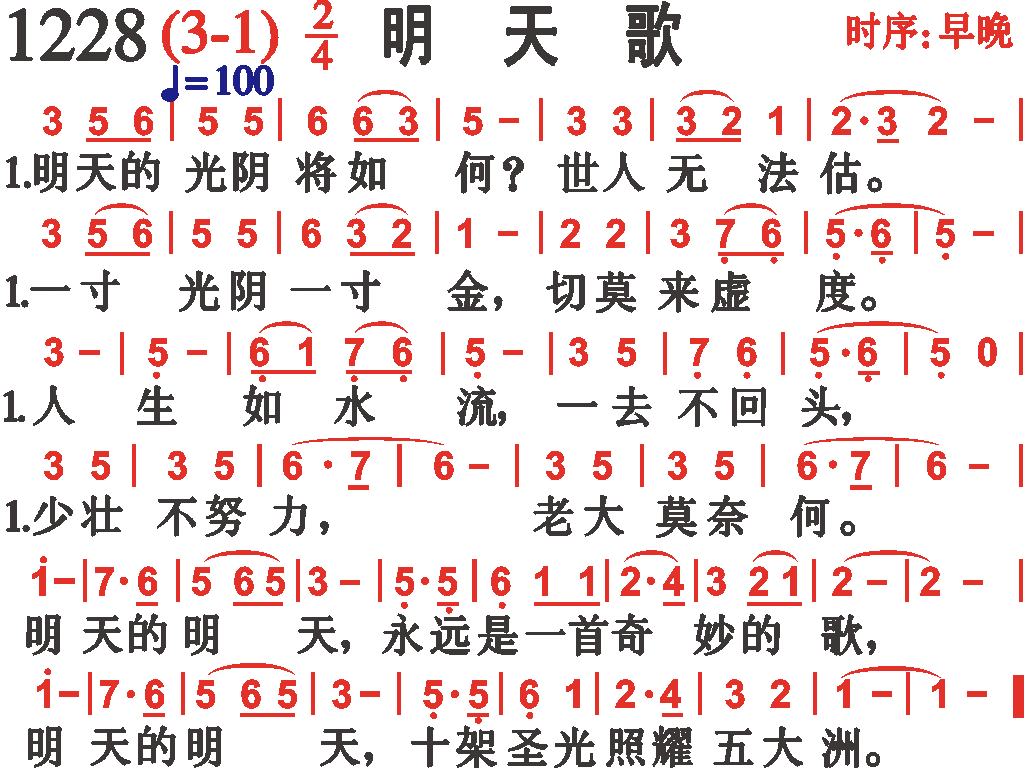 1228 (3-1) 2/4 明 天 歌 时序:早晚
♩=100
3 5 6 | 5 5 | 6 6 3 | 5 - | 3 3 | 3 2 1 | 2·3 2 - |
1.明天的 光阴 将如 何? 世人 无 法 估。
3 5 6 | 5 5 | 6 3 2 | 1 - | 2 2 | 3 7 6 | 5·6 | 5 - |
1.一寸 光阴 一寸 金, 切莫 来虚 度。
3 - | 5 - | 6 1 7 6 | 5 - | 3 5 | 7 6 | 5·6 | 5 0 |
1.人 生 如 水 流, 一去 不回 头,
3 5 | 3 5 | 6·7 | 6 - | 3 5 | 3 5 | 6·7 | 6 - |
1.少壮 不努 力, 老大 莫奈 何。
1 - | 7·6 | 5 6 5 | 3 - | 5·5 | 6 1 1 | 2·4 | 3 2 1 | 2 - | 2 - |
明 天的 明 天, 永远是一首奇 妙的 歌,
1 - | 7·6 | 5 6 5 | 3 - | 5·5 | 6 1 | 2·4 | 3 2 | 1 - | 1 -
明 天的明 天, 十架圣光照耀 五大 洲。